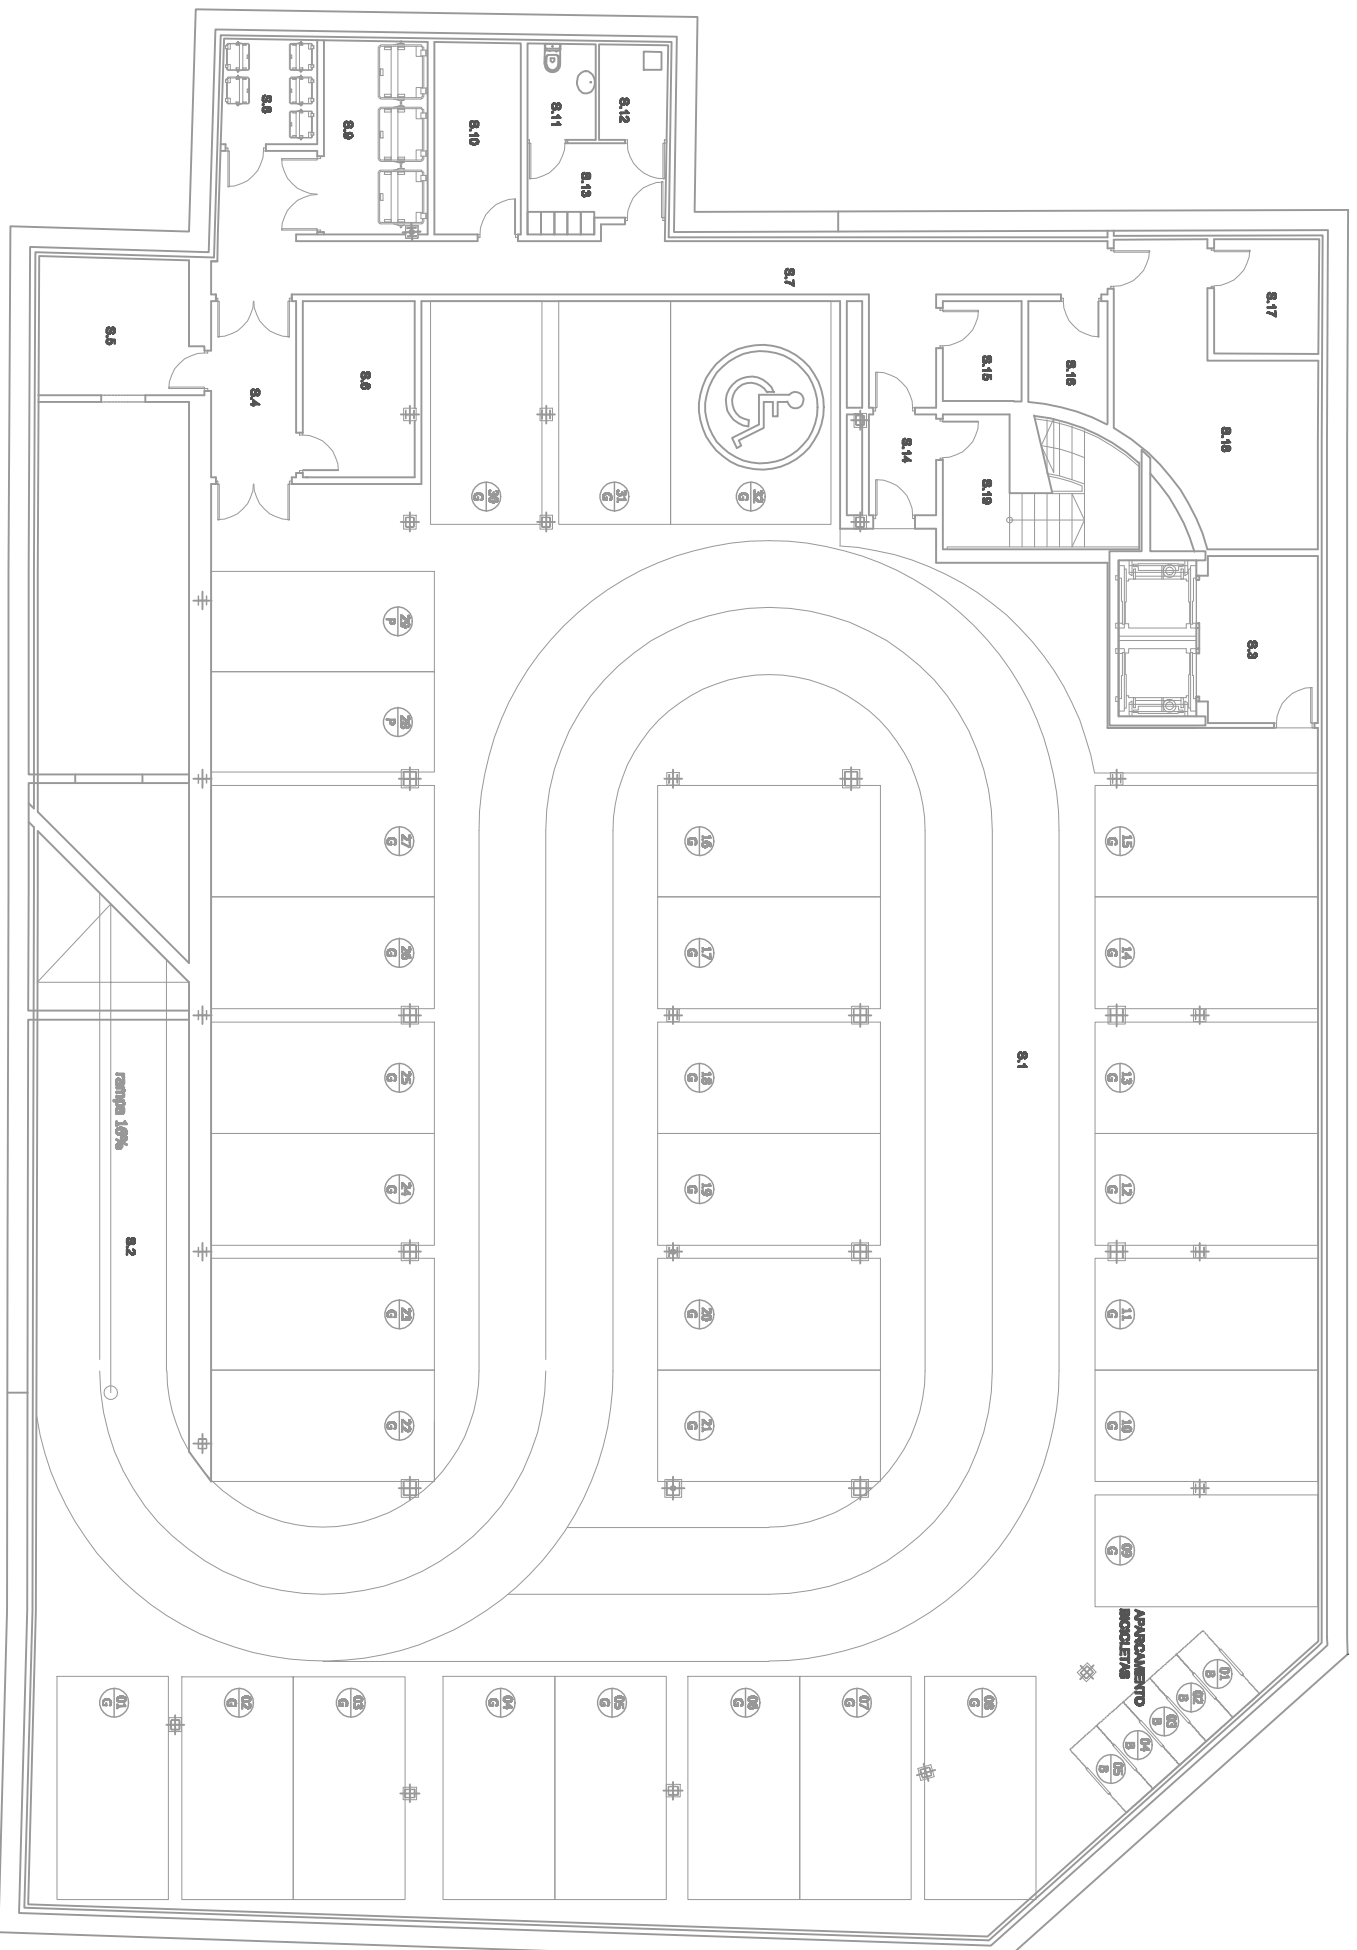 S.8
S.9
S.10
S.11
S.12
S.13
S.7
S.17
S.5
S.6
S.4
S.15
S.16
S.18
S.14
S.19
30
G
31
G
32
G
S.3
29
P
28
P
27
G
16
G
15
G
26
G
17
G
14
G
S.1
25
G
18
G
13
G
rampa 16%
24
G
19
G
12
G
S.2
23
G
20
G
11
G
22
G
21
G
10
G
09
G
APARCAMIENTO
BICICLETAS
01
B
02
B
03
B
04
B
05
B
01
G
02
G
03
G
04
G
05
G
06
G
07
G
08
G